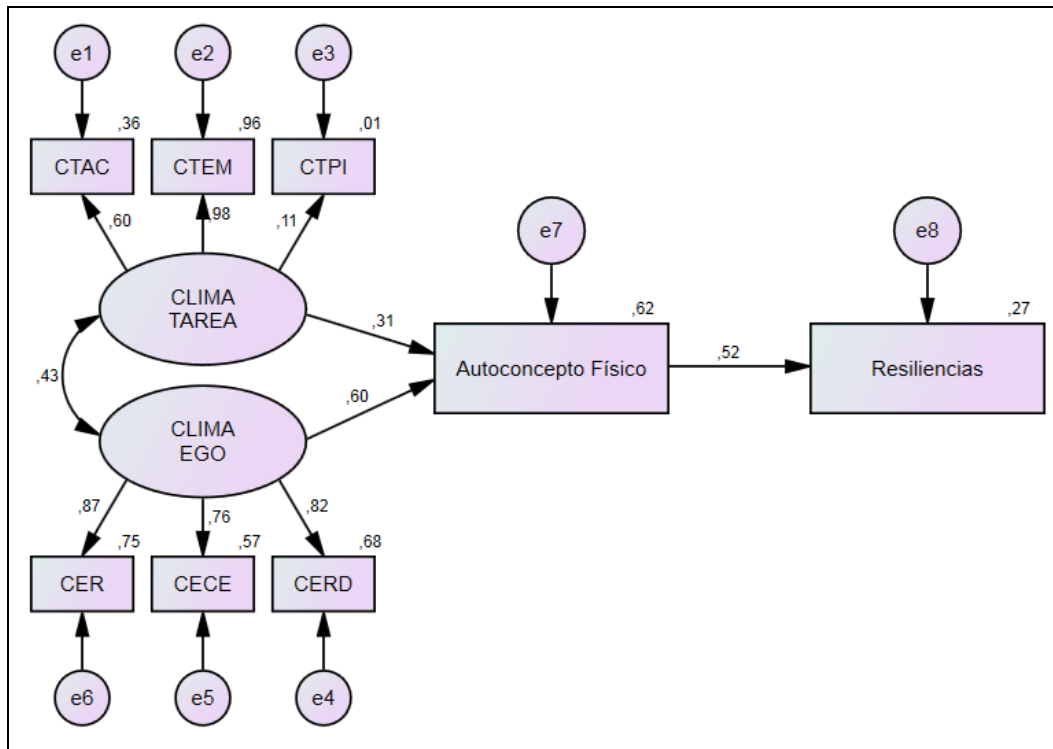 e1
e2
e3
,36
,96
,01
CTAC
CTEM
CTPI
,60
,98
,11
e7
e8
CLIMA
TAREA
,31
,62
,27
Autoconcepto Físico
,52
Resiliencias
,43
,60
CLIMA
EGO
,87
,76
,82
,75
,57
,68
CER
CECE
CERD
e6
e5
e4